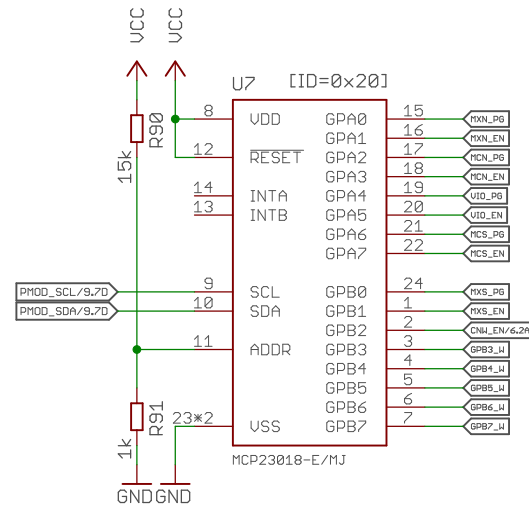 VCC VCC
U7 [ID=0x20]
R90
15k
8 VDD GPA0 15 MXN_PG
GPA1 16 MXN_EN
12 RESET GPA2 17 MCN_PG
GPA3 18 MCN_EN
14 INTA GPA4 19 VIO_PG
13 INTB GPA5 20 VIO_EN
GPA6 21 MCS_PG
GPA7 22 MCS_EN
PMOD_SCL/9.7D 9 SCL GPB0 24 MXS_PG
PMOD_SDA/9.7D 10 SDA GPB1 1 MXS_EN
GPB2 2 CNW_EN/6.2A
11 ADDR GPB3 3 GPB3_W
GPB4 4 GPB4_W
GPB5 5 GPB5_W
GPB6 6 GPB6_W
23*2 VSS GPB7 7 GPB7_W
R91
1k
MCP23018-E/MJ
GND GND